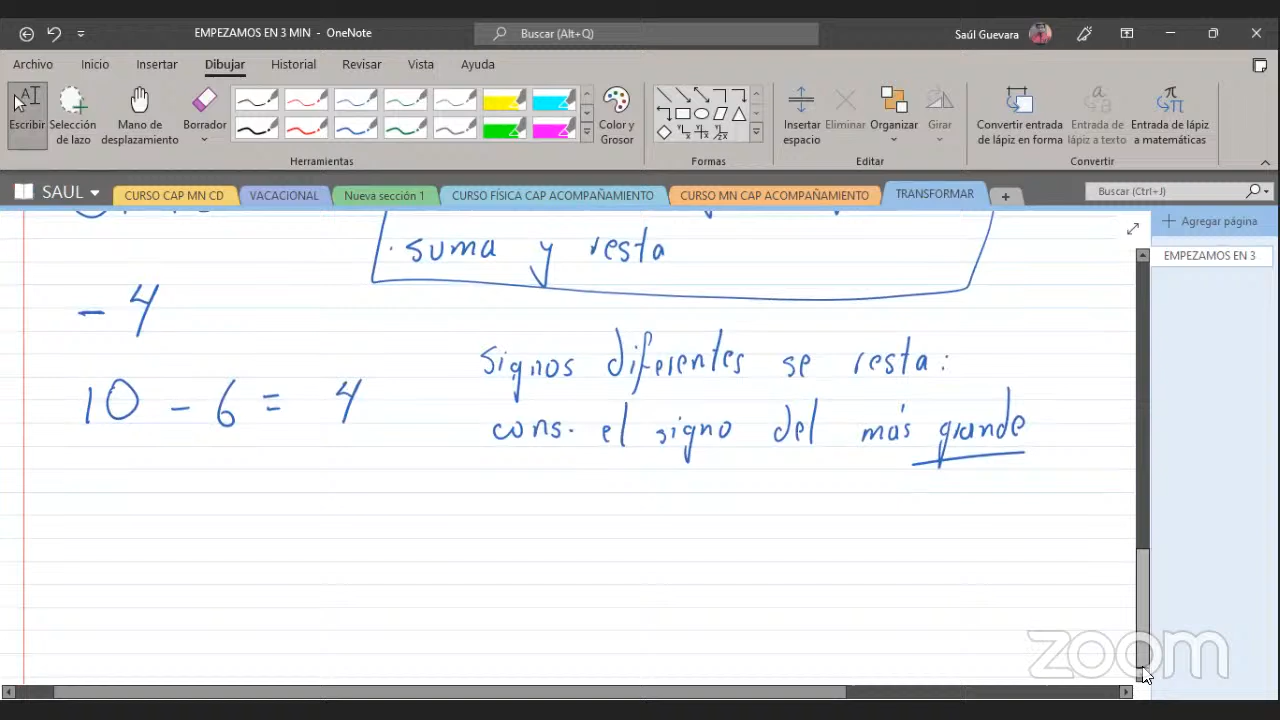 EMPEZAMOS EN 3 MIN - OneNote
Buscar (Alt+Q)
Saúl Guevara
Archivo Inicio Insertar Dibujar Historial Revisar Vista Ayuda
Escribir
Selección de lazo
Mano de desplazamiento
Borrador
Color y Grosor
Insertar espacio
Eliminar
Organizar
Girar
Convertir entrada de lápiz en forma
Entrada de lápiz a texto
Entrada de lápiz a matemáticas
Herramientas Formas Editar Convertir
SAUL CURSO CAP MN CD VACACIONAL Nueva sección 1 CURSO FÍSICA CAP ACOMPAÑAMIENTO CURSO MN CAP ACOMPAÑAMIENTO TRANSFORMAR
Buscar (Ctrl+J)
Agregar página
EMPEZAMOS EN 3
. suma y resta
- 4
signos diferentes se resta:
10 - 6 = 4
cons. el signo del más grande
zoom